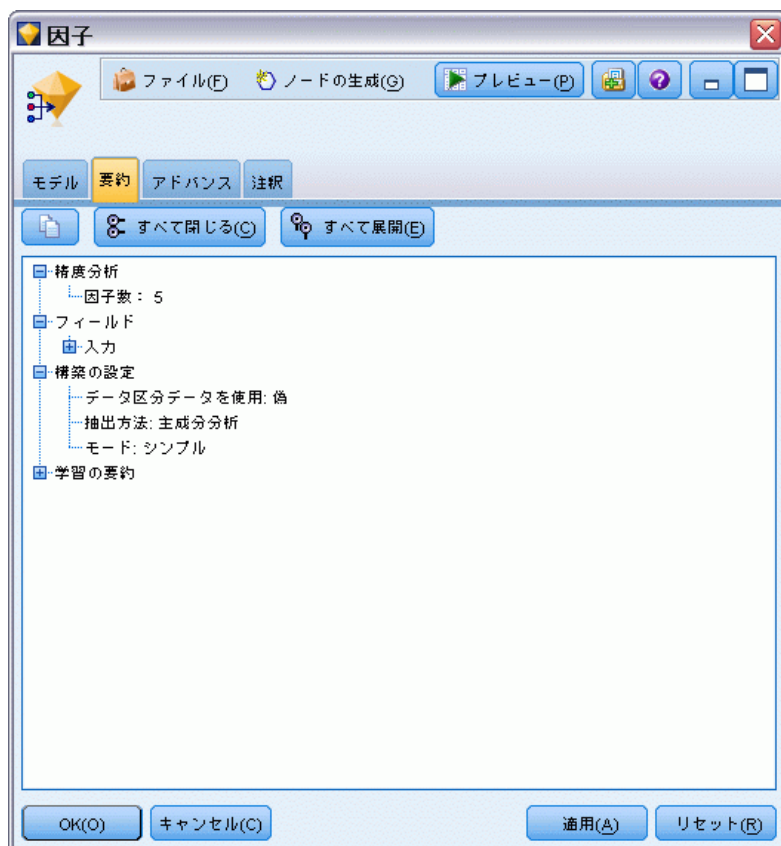 因子
ファイル(F) ノードの生成(G) プレビュー(P)
モデル 要約 アドバンス 注釈
すべて閉じる(C) すべて展開(E)
精度分析
因子数: 5
フィールド
入力
構築の設定
データ区分データを使用: 偽
抽出方法: 主成分分析
モード: シンプル
学習の要約
OK(O) キャンセル(C) 適用(A) リセット(R)